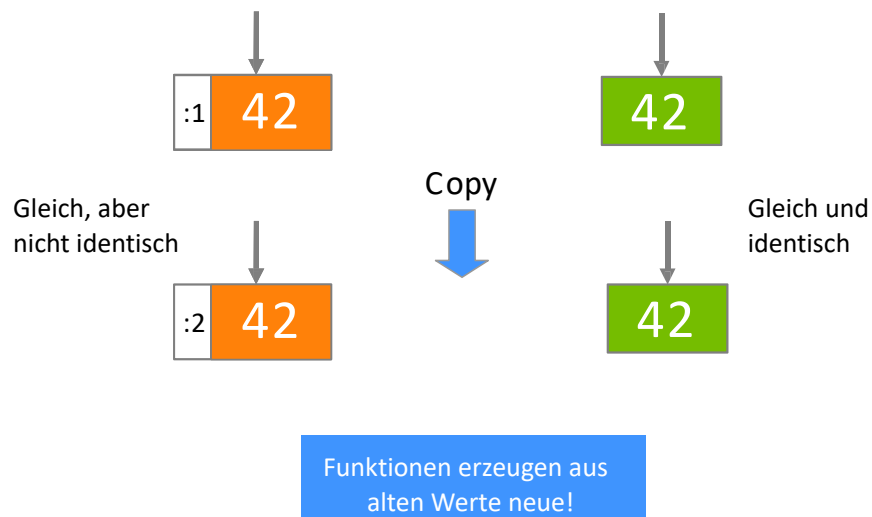 :1 42
42
Copy
Gleich, aber
nicht identisch
Gleich und
identisch
:2 42
42
Funktionen erzeugen aus
alten Werte neue!